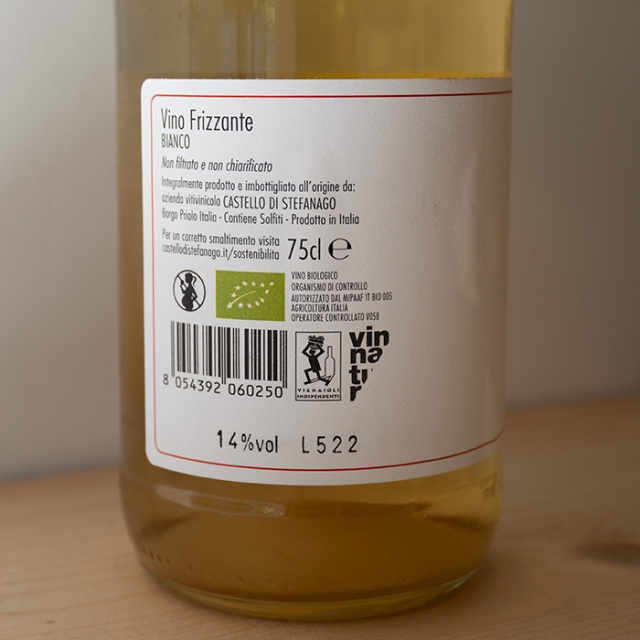 Vino Frizzante
BIANCO
Non filtrato e non chiarificato
Integralmente prodotto e imbottigliato all'origine da:
azienda vitivinicola CASTELLO DI STEFANAGO
Borgo Priolo Italia - Contiene Solfiti - Prodotto in Italia
Per un corretto smaltimento visita
castellodistefanago.it/sostenibilita
75cl ℮
VINO BIOLOGICO
ORGANISMO DI CONTROLLO
AUTORIZZATO DAL MIPAAF IT BIO 005
AGRICOLTURA ITALIA
OPERATORE CONTROLLATO V058
8 054392 060250
VIGNAIOLI
INDIPENDENTI
vin
na
tu
r
14%vol L522